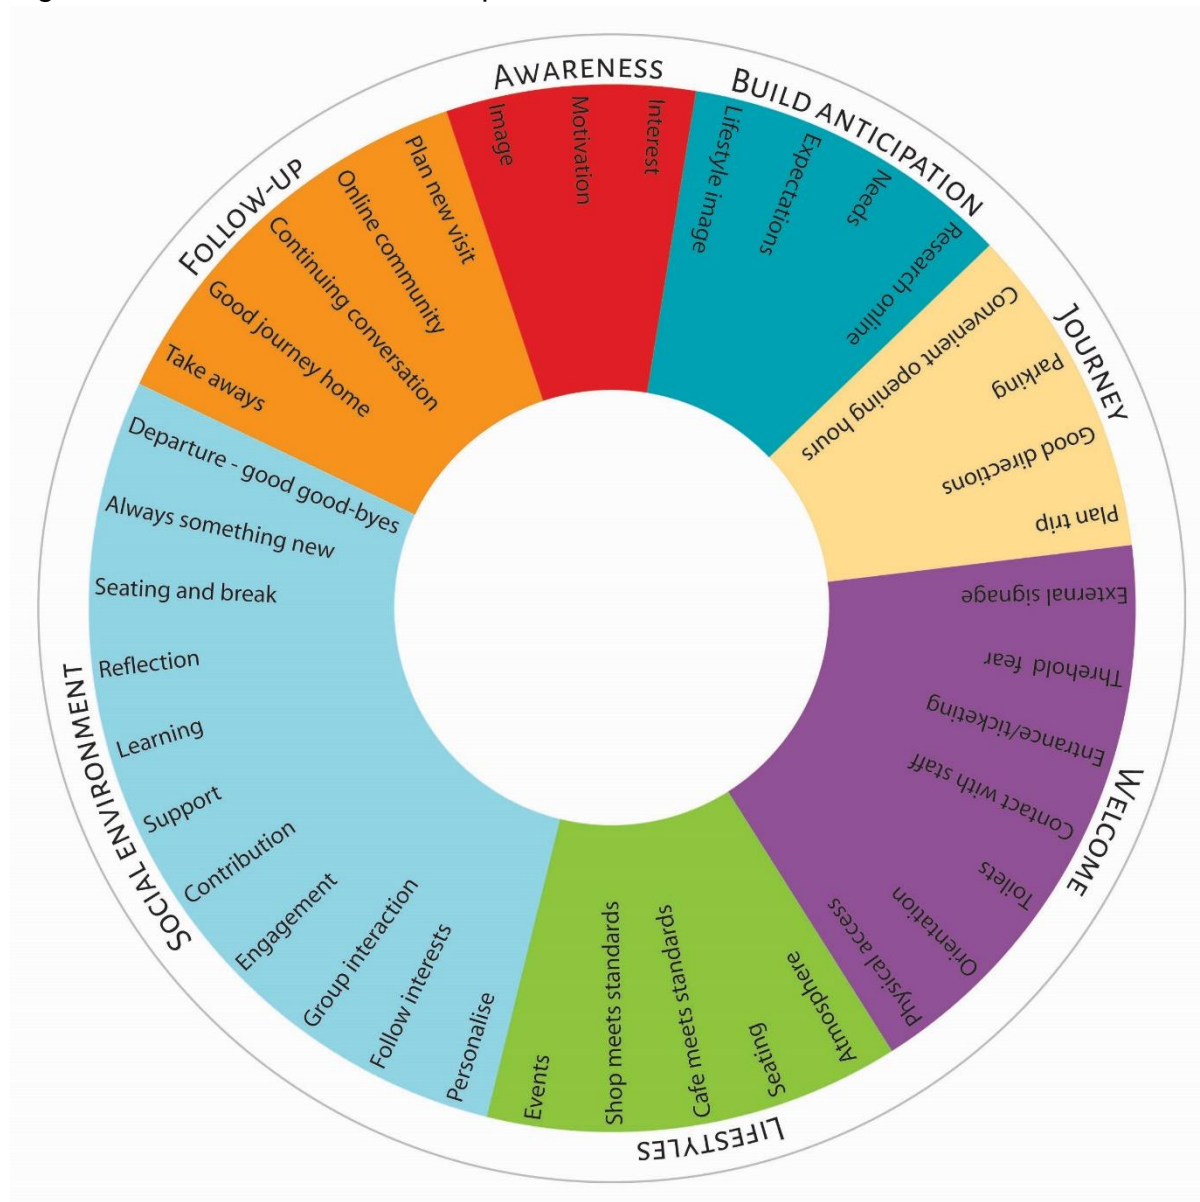 AWARENESS
Image
Motivation
Interest
BUILD ANTICIPATION
Lifestyle image
Expectations
Needs
Research online
JOURNEY
Convenient opening hours
Parking
Good directions
Plan trip
WELCOME
External signage
Threhold fear
Entrance/ticketing
Contact with staff
Toilets
Orientation
Physical access
LIFESTYLES
Atmosphere
Seating
Cafe meets standards
Shop meets standards
Events
SOCIAL ENVIRONMENT
Personalise
Follow interests
Group interaction
Engagement
Contribution
Support
Learning
Reflection
Seating and break
Always something new
Departure - good good-byes
FOLLOW-UP
Take aways
Good journey home
Continuing conversation
Online community
Plan new visit